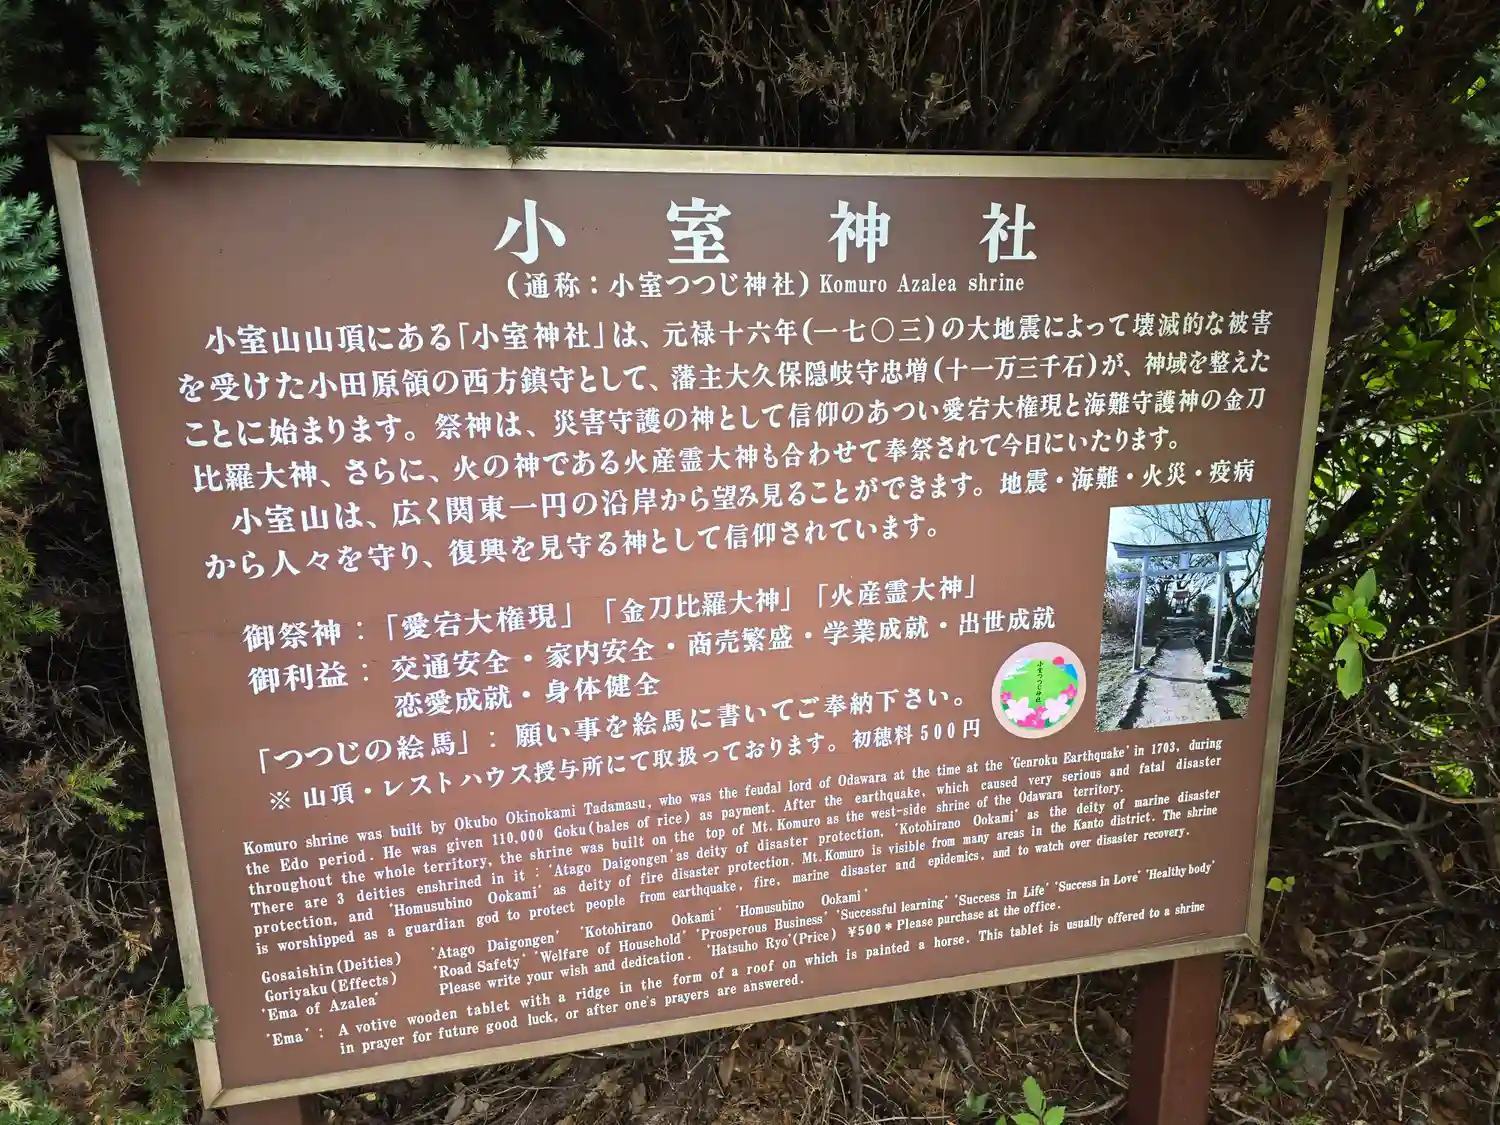 小室神社
(通称：小室つつじ神社) Komuro Azalea shrine
小室山山頂にある「小室神社」は、元禄十六年(一七〇三)の大地震によって壊滅的な被害
を受けた小田原領の西方鎮守として、藩主大久保隠岐守忠増(十一万三千石)が、神域を整えた
ことに始まります。祭神は、災害守護の神として信仰のあつい愛宕大権現と海難守護神の金刀
比羅大神、さらに、火の神である火産霊大神も合わせて奉祭されて今日にいたります。
小室山は、広く関東一円の沿岸から望み見ることができます。地震・海難・火災・疫病
から人々を守り、復興を見守る神として信仰されています。
御祭神：「愛宕大権現」「金刀比羅大神」「火産霊大神」
御利益：交通安全・家内安全・商売繁盛・学業成就・出世成就
恋愛成就・身体健全
「つつじの絵馬」：願い事を絵馬に書いてご奉納下さい。
※山頂・レストハウス授与所にて取扱っております。初穂料500円
小室つつじ神社
Komuro shrine was built by Okubo Okinokami Tadamasu, who was the feudal lord of Odawara at the time at the 'Genroku Earthquake' in 1703, during
the Edo period. He was given 110,000 Goku(bales of rice) as payment. After the earthquake, which caused very serious and fatal disaster
throughout the whole territory, the shrine was built on the top of Mt. Komuro as the west-side shrine of the Odawara territory.
There are 3 deities enshrined in it : 'Atago Daigongen' as deity of disaster protection, 'Kotohirano Ookami' as the deity of marine disaster
protection, and 'Homusubino Ookami' as deity of fire disaster protection. Mt. Komuro is visible from many areas in the Kanto district. The shrine
is worshipped as a guardian god to protect people from earthquake, fire, marine disaster and epidemics, and to watch over disaster recovery.
Gosaishin(Deities) 'Atago Daigongen' 'Kotohirano Ookami' 'Homusubino Ookami'
Goriyaku(Effects) 'Road Safety' 'Welfare of Household' 'Prosperous Business' 'Successful learning' 'Success in Life' 'Success in Love' 'Healthy body'
'Ema of Azalea' Please write your wish and dedication. 'Hatsuho Ryo'(Price) ¥500 * Please purchase at the office.
'Ema' : A votive wooden tablet with a ridge in the form of a roof on which is painted a horse. This tablet is usually offered to a shrine
in prayer for future good luck, or after one's prayers are answered.